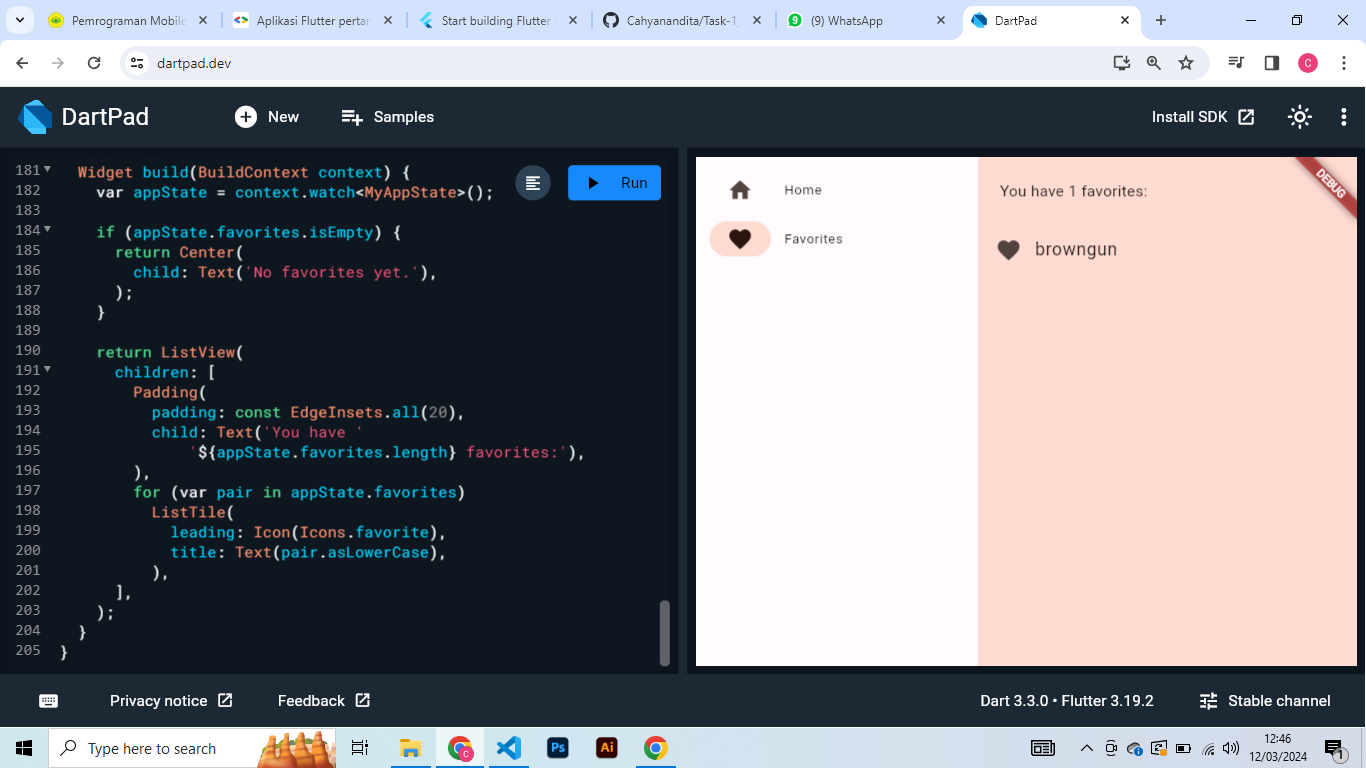 Pemrograman Mobile
Aplikasi Flutter pertar
Start building Flutter
Cahyanandita/Task-1
(9) WhatsApp
DartPad
dartpad.dev
C
DartPad
New
Samples
Install SDK
181 Widget build(BuildContext context) {
182 var appState = context.watch<MyAppState>();
183
184 if (appState.favorites.isEmpty) {
185 return Center(
186 child: Text('No favorites yet.'),
187 );
188 }
189
190 return ListView(
191 children: [
192 Padding(
193 padding: const EdgeInsets.all(20),
194 child: Text('You have '
195 '${appState.favorites.length} favorites:'),
196 ),
197 for (var pair in appState.favorites)
198 ListTile(
199 leading: Icon(Icons.favorite),
200 title: Text(pair.asLowerCase),
201 ),
202 ],
203 );
204 }
205 }
Run
Home
Favorites
You have 1 favorites:
browngun
DEBUG
Privacy notice
Feedback
Dart 3.3.0 • Flutter 3.19.2
Stable channel
Type here to search
C
Ps
Ai
12:46
12/03/2024
1